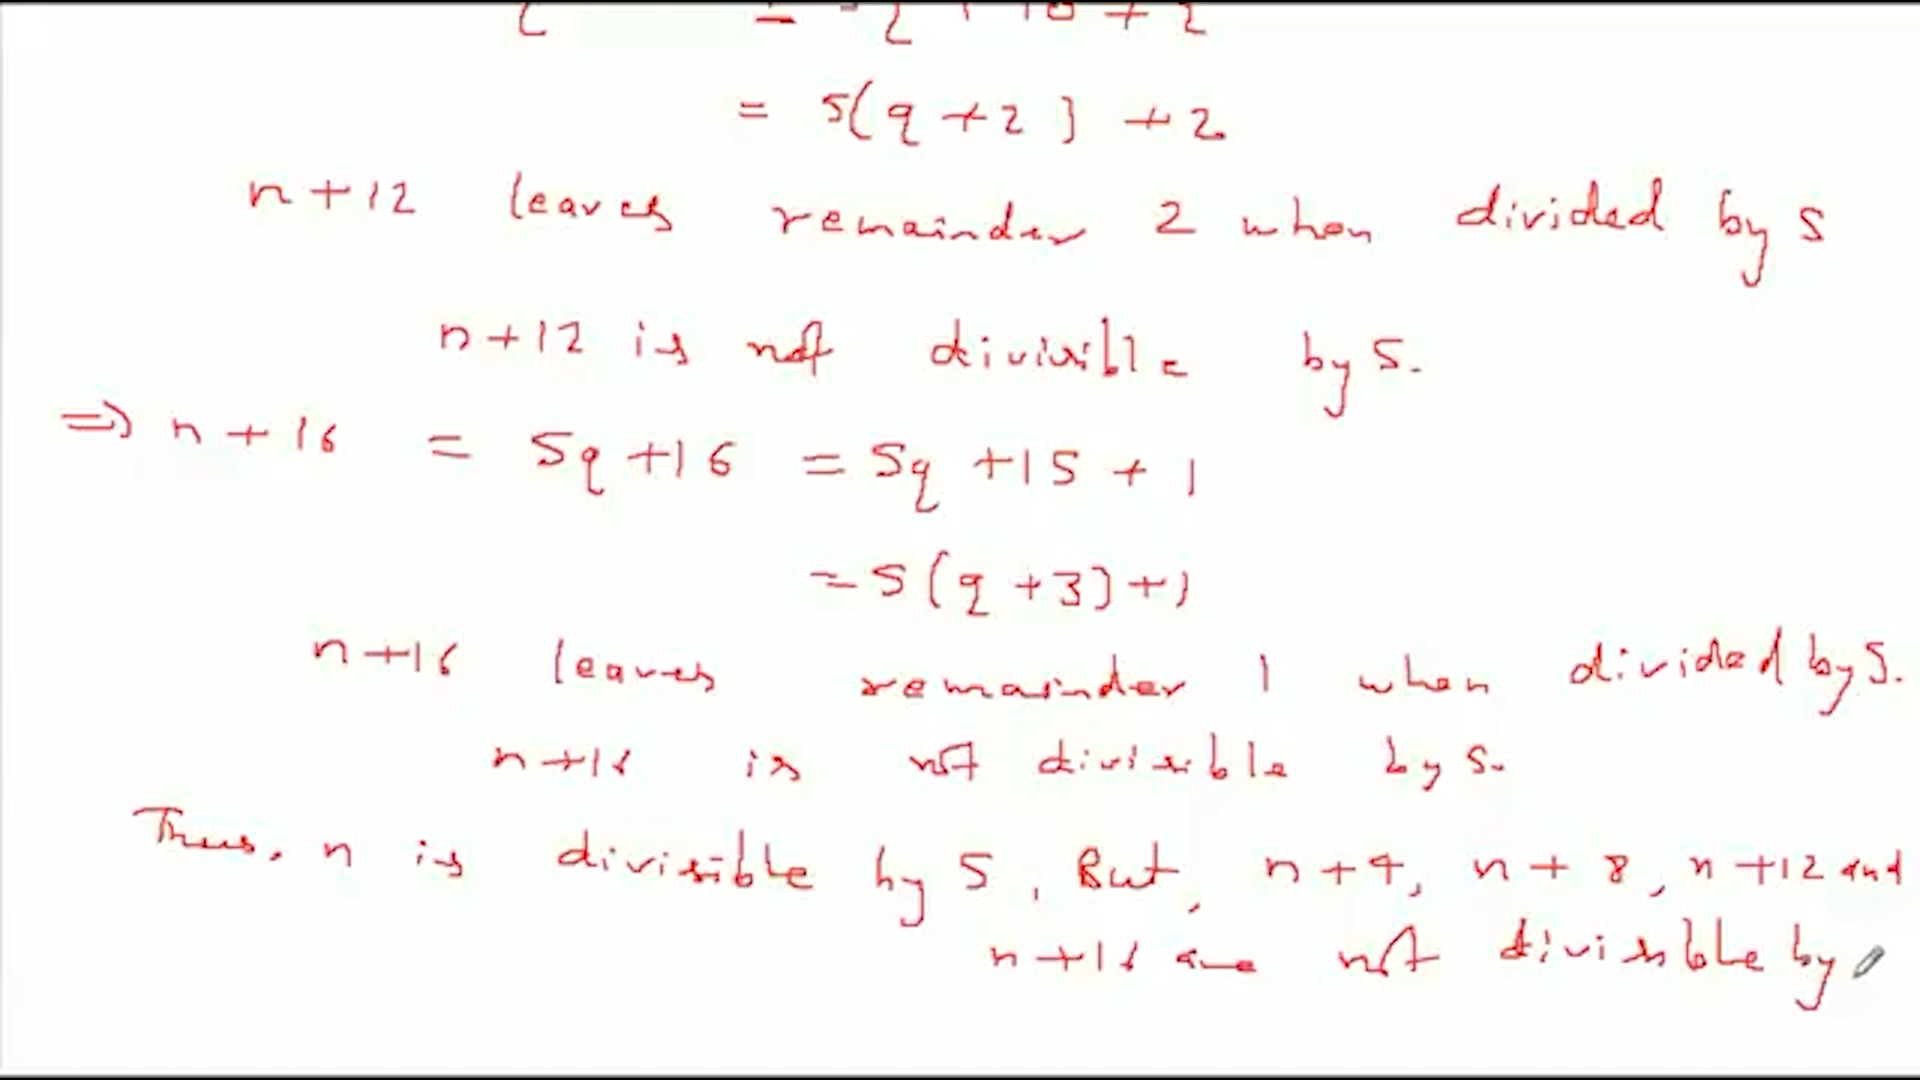 = 5(q+2) +2
n+12 leaves remainder 2 when divided by 5
n+12 is not divisible by 5.
⇒ n+16 = 5q+16 = 5q+15+1
= 5(q+3)+1
n+16 leaves remainder 1 when divided by 5.
n+16 is not divisible by 5.
Thus, n is divisible by 5. But, n+4, n+8, n+12 and
n+16 are not divisible by